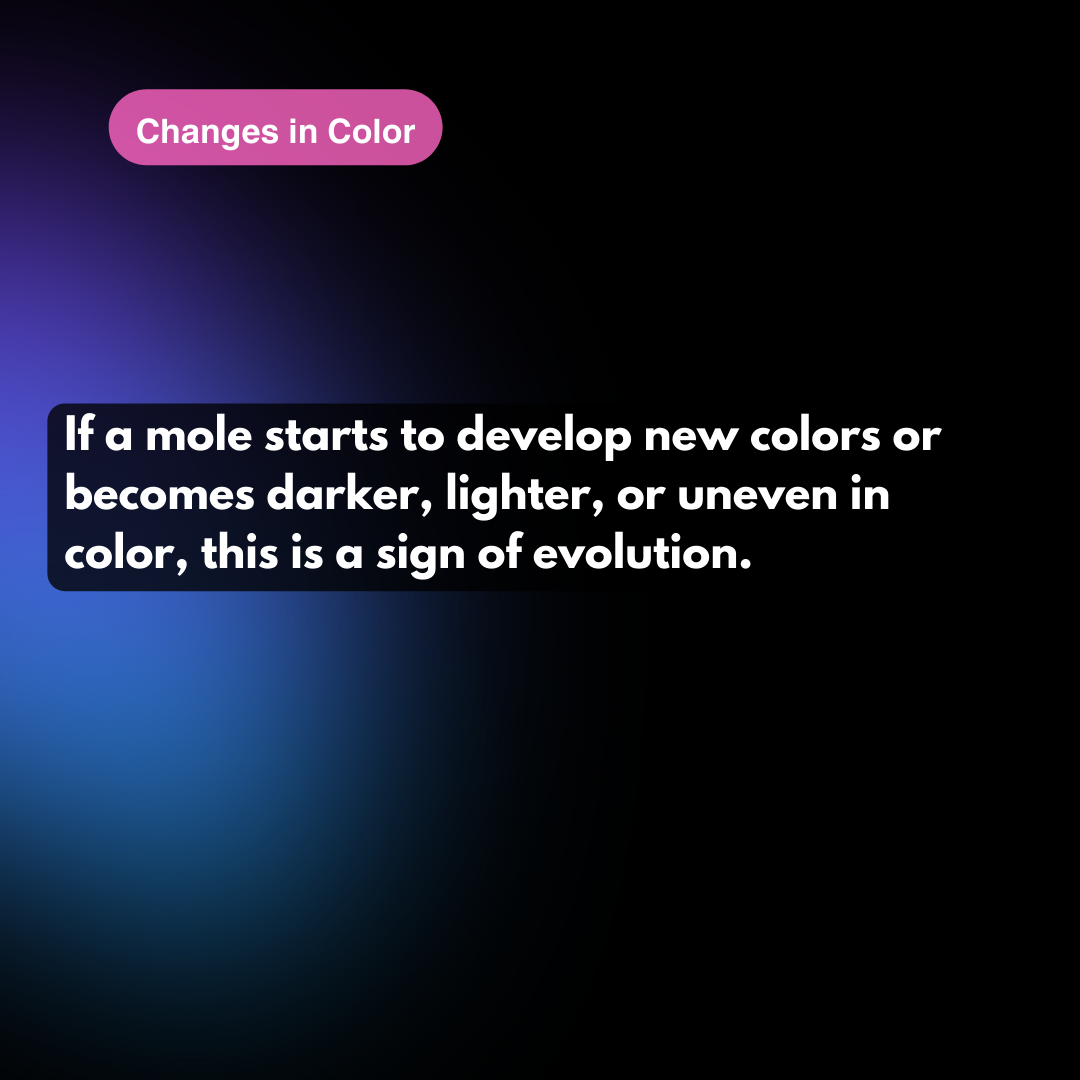 Changes in Color
If a mole starts to develop new colors or
becomes darker, lighter, or uneven in
color, this is a sign of evolution.